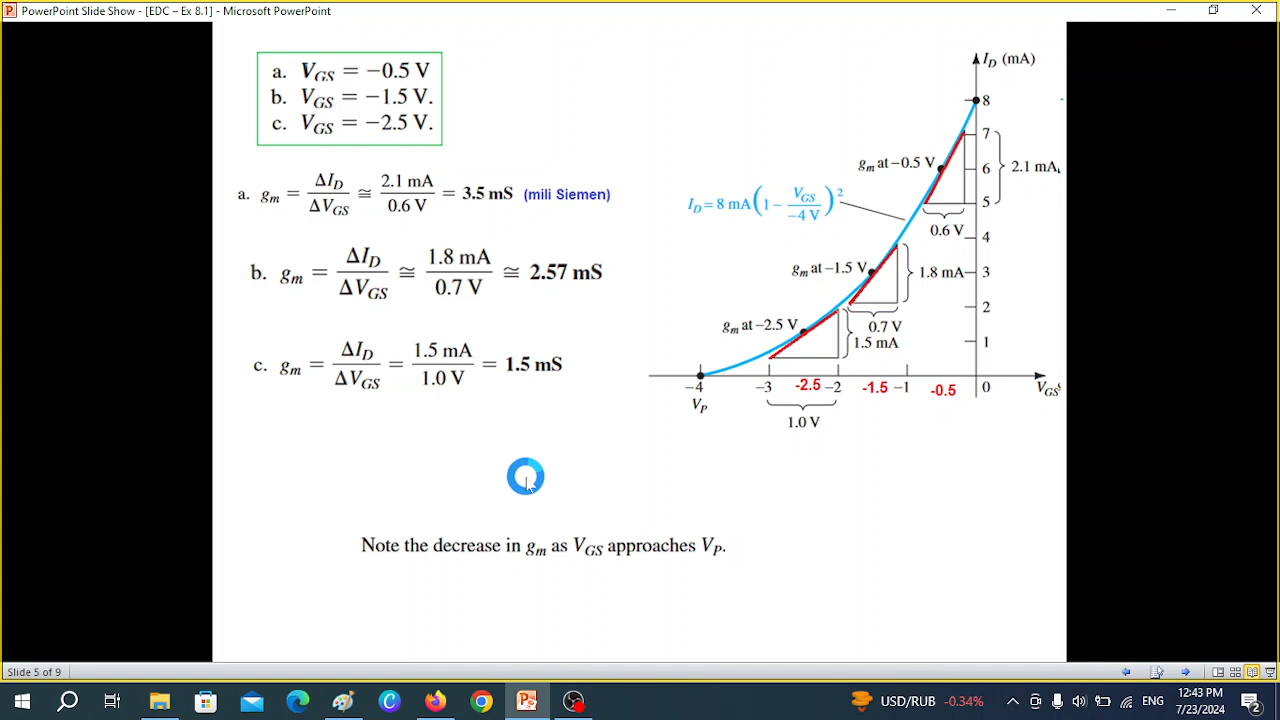 PowerPoint Slide Show - [EDC – Ex 8.1] - Microsoft PowerPoint
a. VGS = −0.5 V
b. VGS = −1.5 V.
c. VGS = −2.5 V.
a. gm = ΔID / ΔVGS ≅ 2.1 mA / 0.6 V = 3.5 mS (mili Siemen)
b. gm = ΔID / ΔVGS ≅ 1.8 mA / 0.7 V ≅ 2.57 mS
c. gm = ΔID / ΔVGS = 1.5 mA / 1.0 V = 1.5 mS
Note the decrease in gm as VGS approaches VP.
ID (mA)
8
7
gm at −0.5 V
6
2.1 mA
ID = 8 mA(1 − VGS / −4 V)2
5
0.6 V
4
gm at −1.5 V
1.8 mA
3
2
gm at −2.5 V
0.7 V
1.5 mA
1
−4
−3
-2.5
−2
-1.5
−1
-0.5
0
VGS
VP
1.0 V
Slide 5 of 9
USD/RUB -0.34%
ENG
12:43 PM
7/23/2024
2